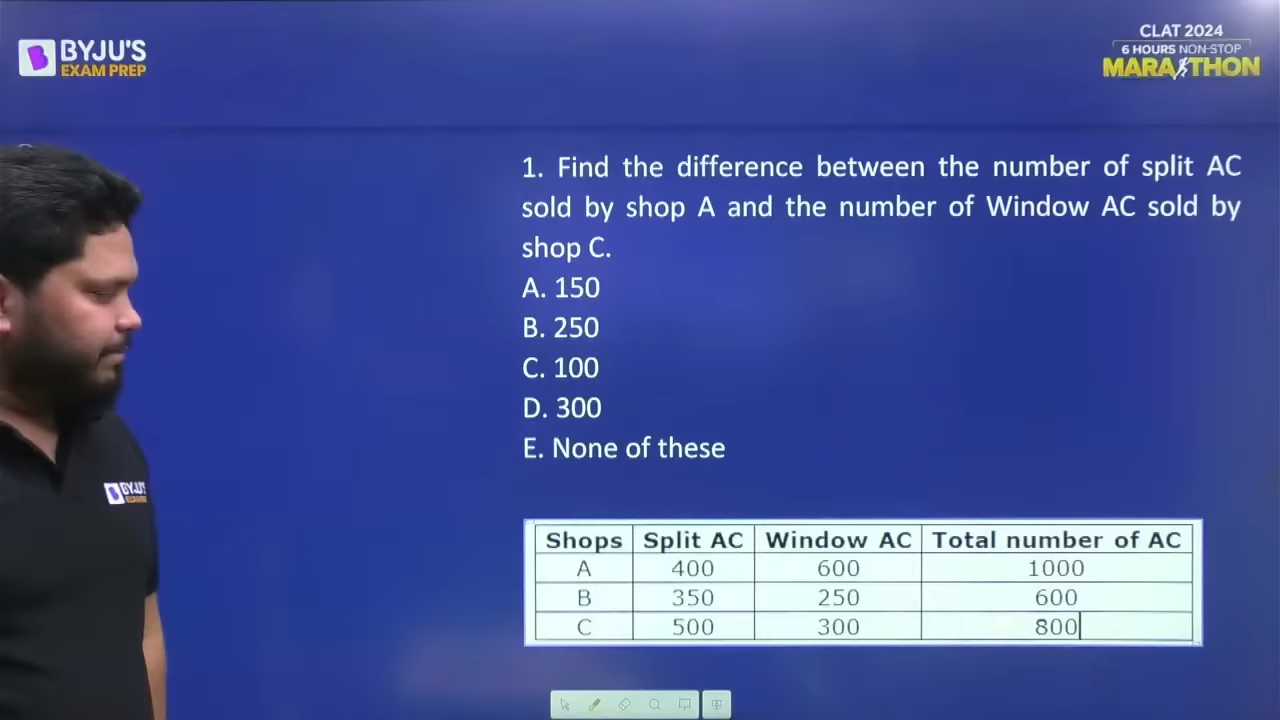 BYJU'S
EXAM PREP
CLAT 2024
6 HOURS NON-STOP
MARATHON
1. Find the difference between the number of split AC
sold by shop A and the number of Window AC sold by
shop C.
A. 150
B. 250
C. 100
D. 300
E. None of these
BYJU'S
Shops Split AC Window AC Total number of AC
A 400 600 1000
B 350 250 600
C 500 300 800